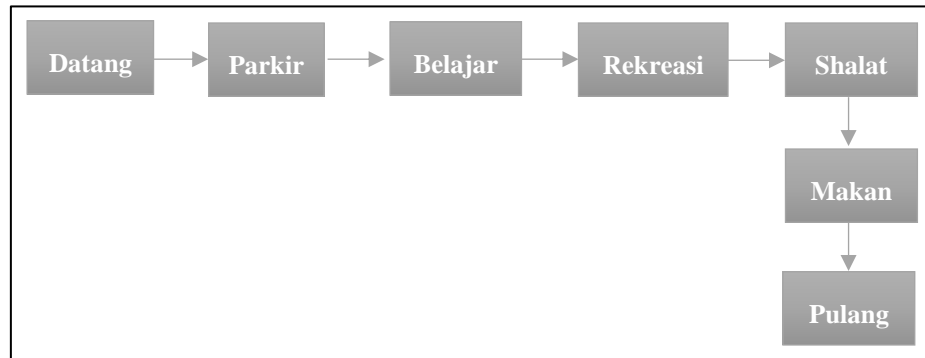 Datang
Parkir
Belajar
Rekreasi
Shalat
Makan
Pulang